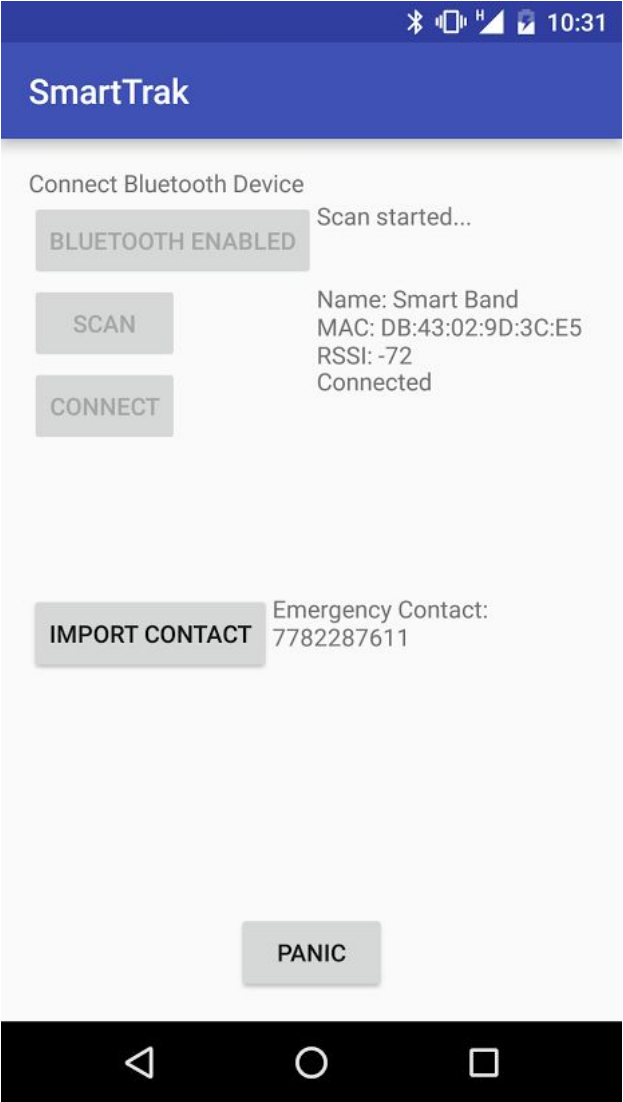 H 10:31
SmartTrak
Connect Bluetooth Device
BLUETOOTH ENABLED
Scan started...
SCAN
Name: Smart Band
MAC: DB:43:02:9D:3C:E5
RSSI: -72
Connected
CONNECT
IMPORT CONTACT
Emergency Contact:
7782287611
PANIC